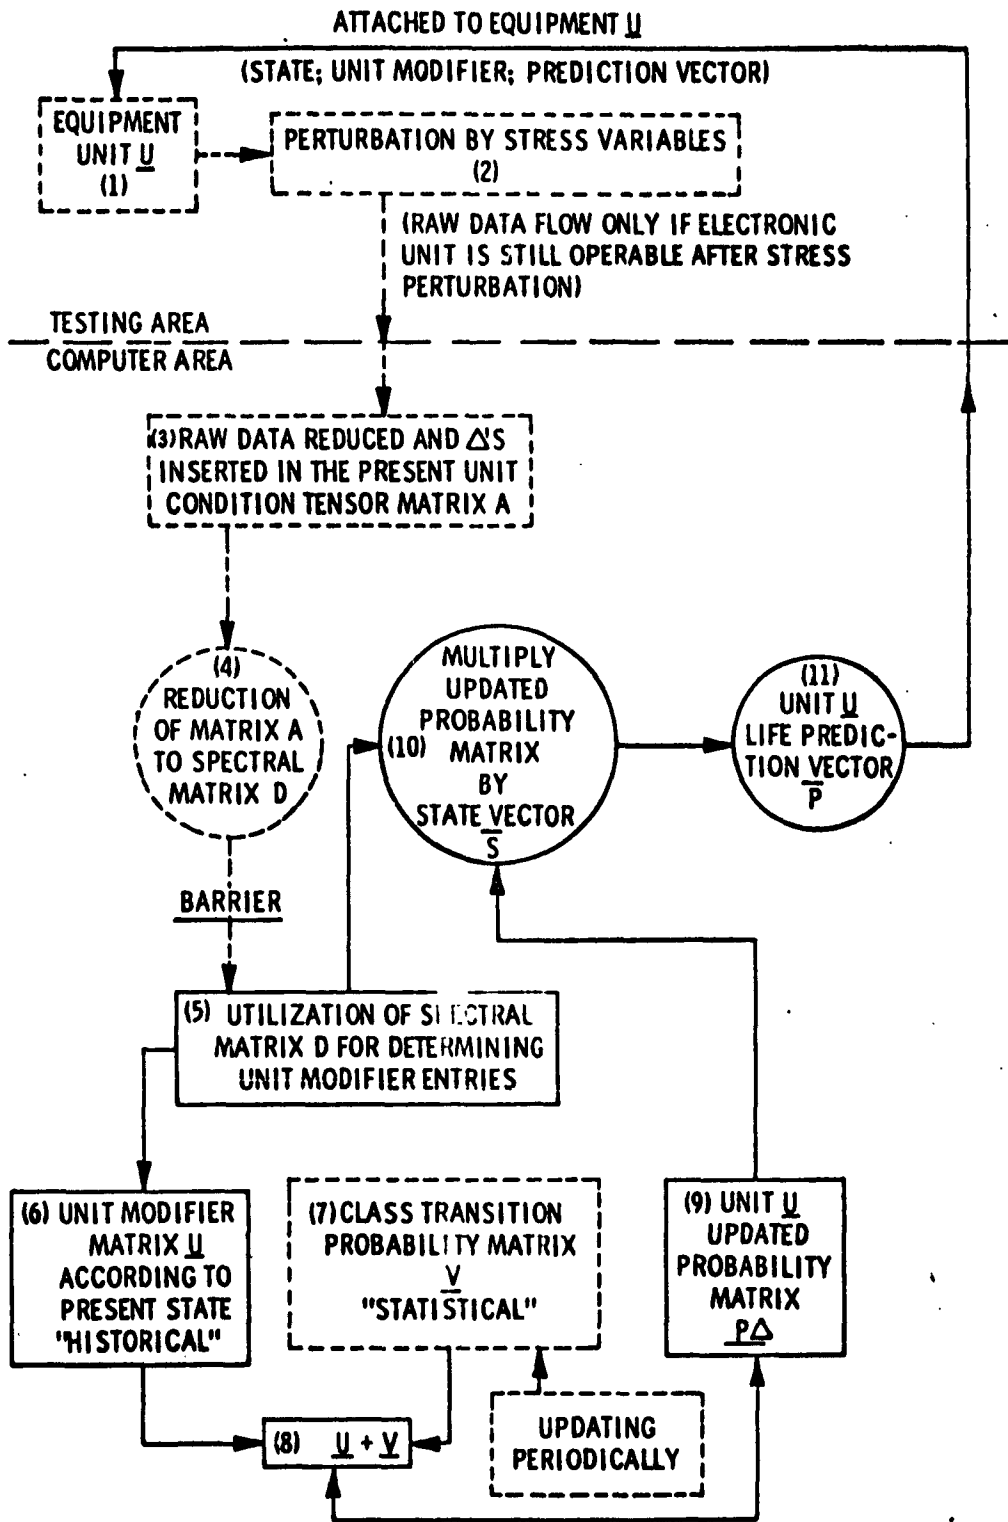 ATTACHED TO EQUIPMENT U
(STATE; UNIT MODIFIER; PREDICTION VECTOR)
EQUIPMENT
UNIT U
(1)
PERTURBATION BY STRESS VARIABLES
(2)
(RAW DATA FLOW ONLY IF ELECTRONIC
UNIT IS STILL OPERABLE AFTER STRESS
PERTURBATION)
TESTING AREA
COMPUTER AREA
(3) RAW DATA REDUCED AND Δ'S
INSERTED IN THE PRESENT UNIT
CONDITION TENSOR MATRIX A
(4)
REDUCTION
OF MATRIX A
TO SPECTRAL
MATRIX D
MULTIPLY
UPDATED
PROBABILITY
(10) MATRIX
BY
STATE VECTOR
S
(11)
UNIT U
LIFE PREDIC-
TION VECTOR
P
BARRIER
(5) UTILIZATION OF SPECTRAL
MATRIX D FOR DETERMINING
UNIT MODIFIER ENTRIES
(6) UNIT MODIFIER
MATRIX U
ACCORDING TO
PRESENT STATE
"HISTORICAL"
(7) CLASS TRANSITION
PROBABILITY MATRIX
V
"STATISTICAL"
(9) UNIT U
UPDATED
PROBABILITY
MATRIX
PΔ
UPDATING
PERIODICALLY
(8) U + V